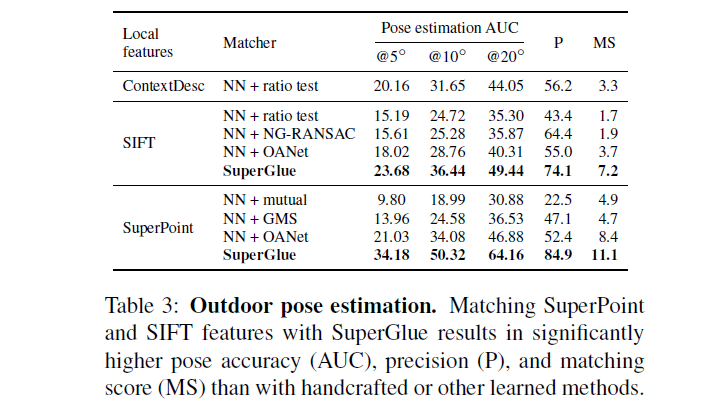 Local features Matcher Pose estimation AUC P MS
@5° @10° @20°
ContextDesc NN + ratio test 20.16 31.65 44.05 56.2 3.3
SIFT
NN + ratio test 15.19 24.72 35.30 43.4 1.7
NN + NG-RANSAC 15.61 25.28 35.87 64.4 1.9
NN + OANet 18.02 28.76 40.31 55.0 3.7
SuperGlue 23.68 36.44 49.44 74.1 7.2
SuperPoint
NN + mutual 9.80 18.99 30.88 22.5 4.9
NN + GMS 13.96 24.58 36.53 47.1 4.7
NN + OANet 21.03 34.08 46.88 52.4 8.4
SuperGlue 34.18 50.32 64.16 84.9 11.1
Table 3: Outdoor pose estimation. Matching SuperPoint
and SIFT features with SuperGlue results in significantly
higher pose accuracy (AUC), precision (P), and matching
score (MS) than with handcrafted or other learned methods.